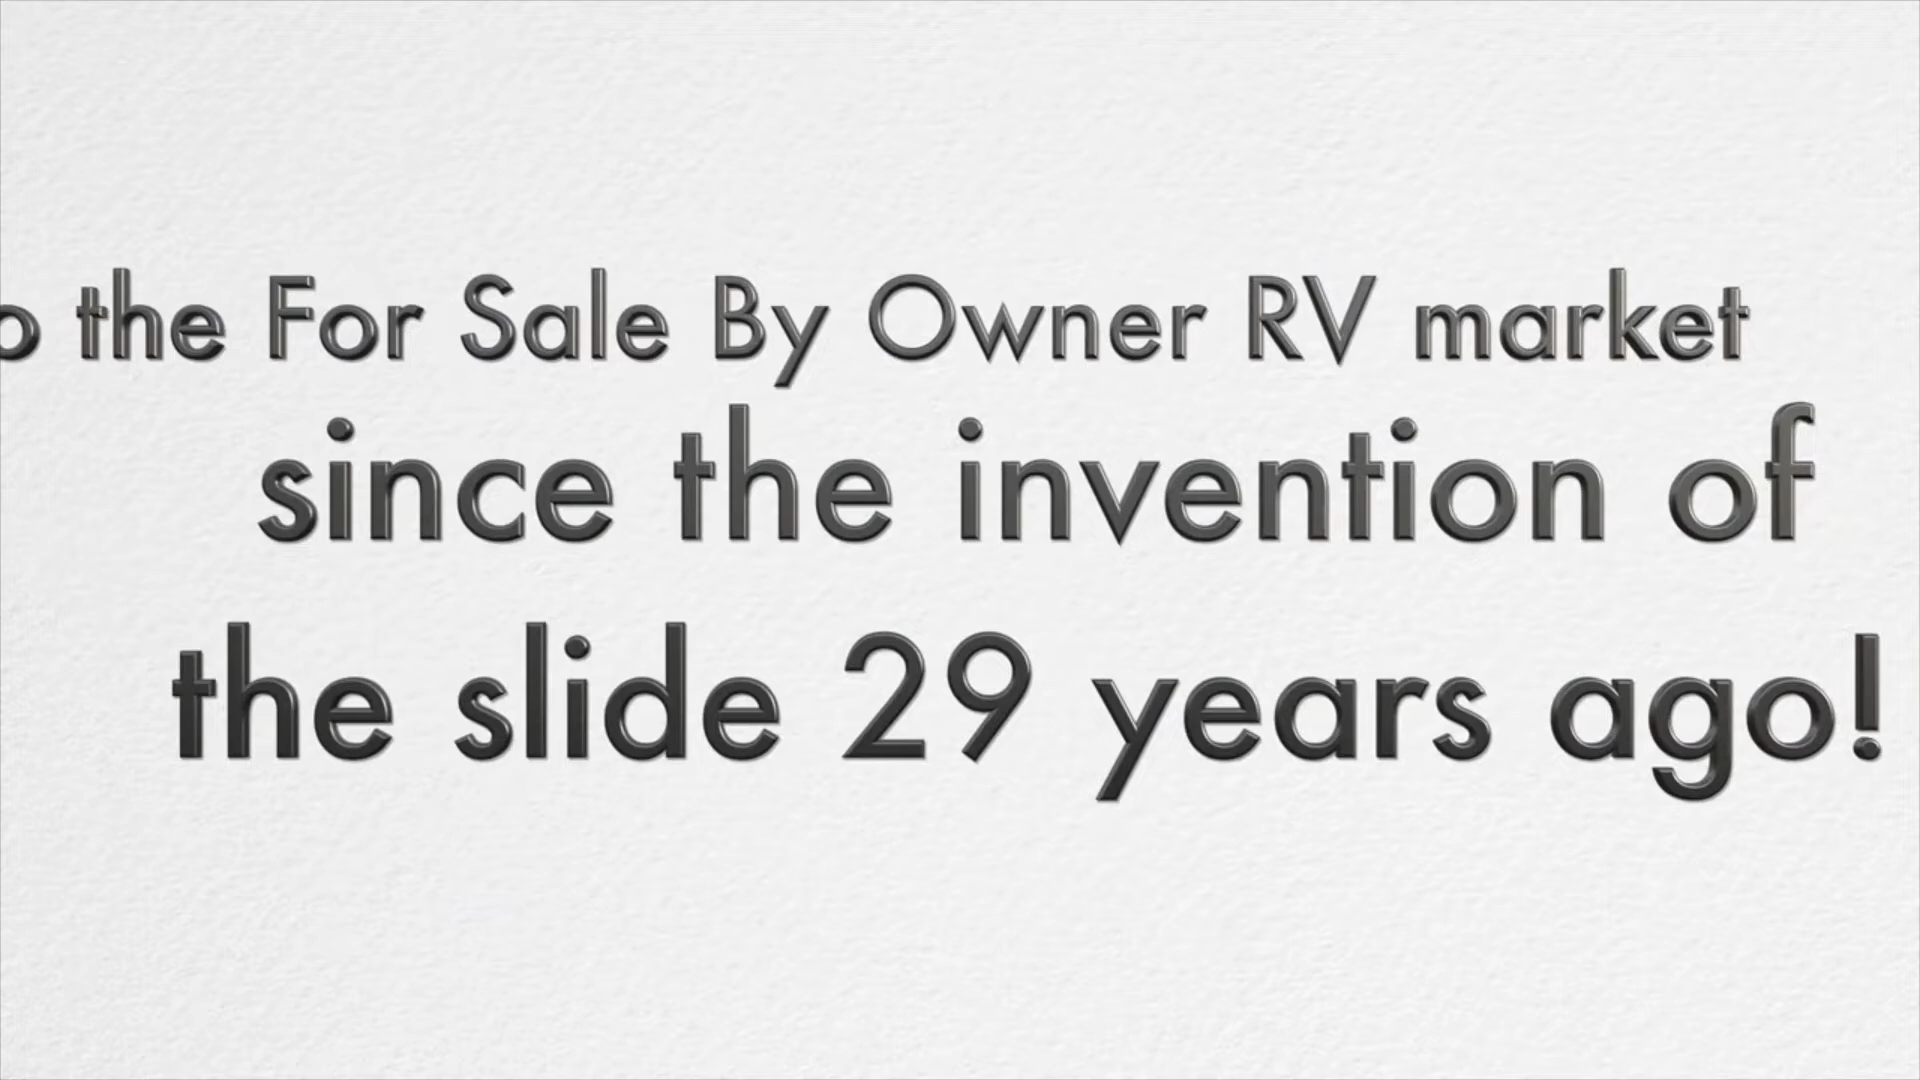 the For Sale By Owner RV market
since the invention of
the slide 29 years ago!